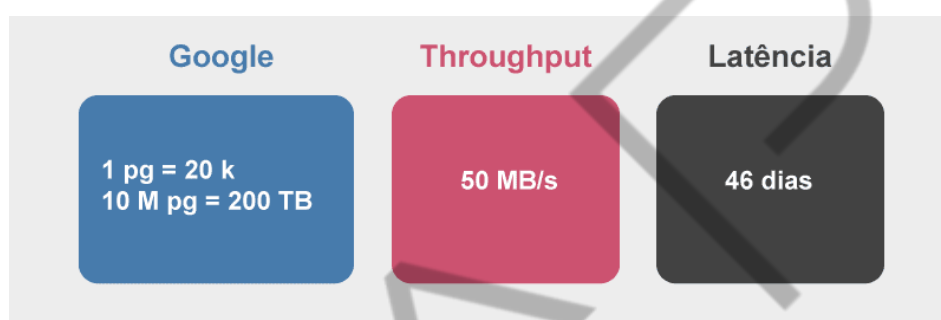 Google
Throughput
Latência
1 pg = 20 k
10 M pg = 200 TB
50 MB/s
46 dias